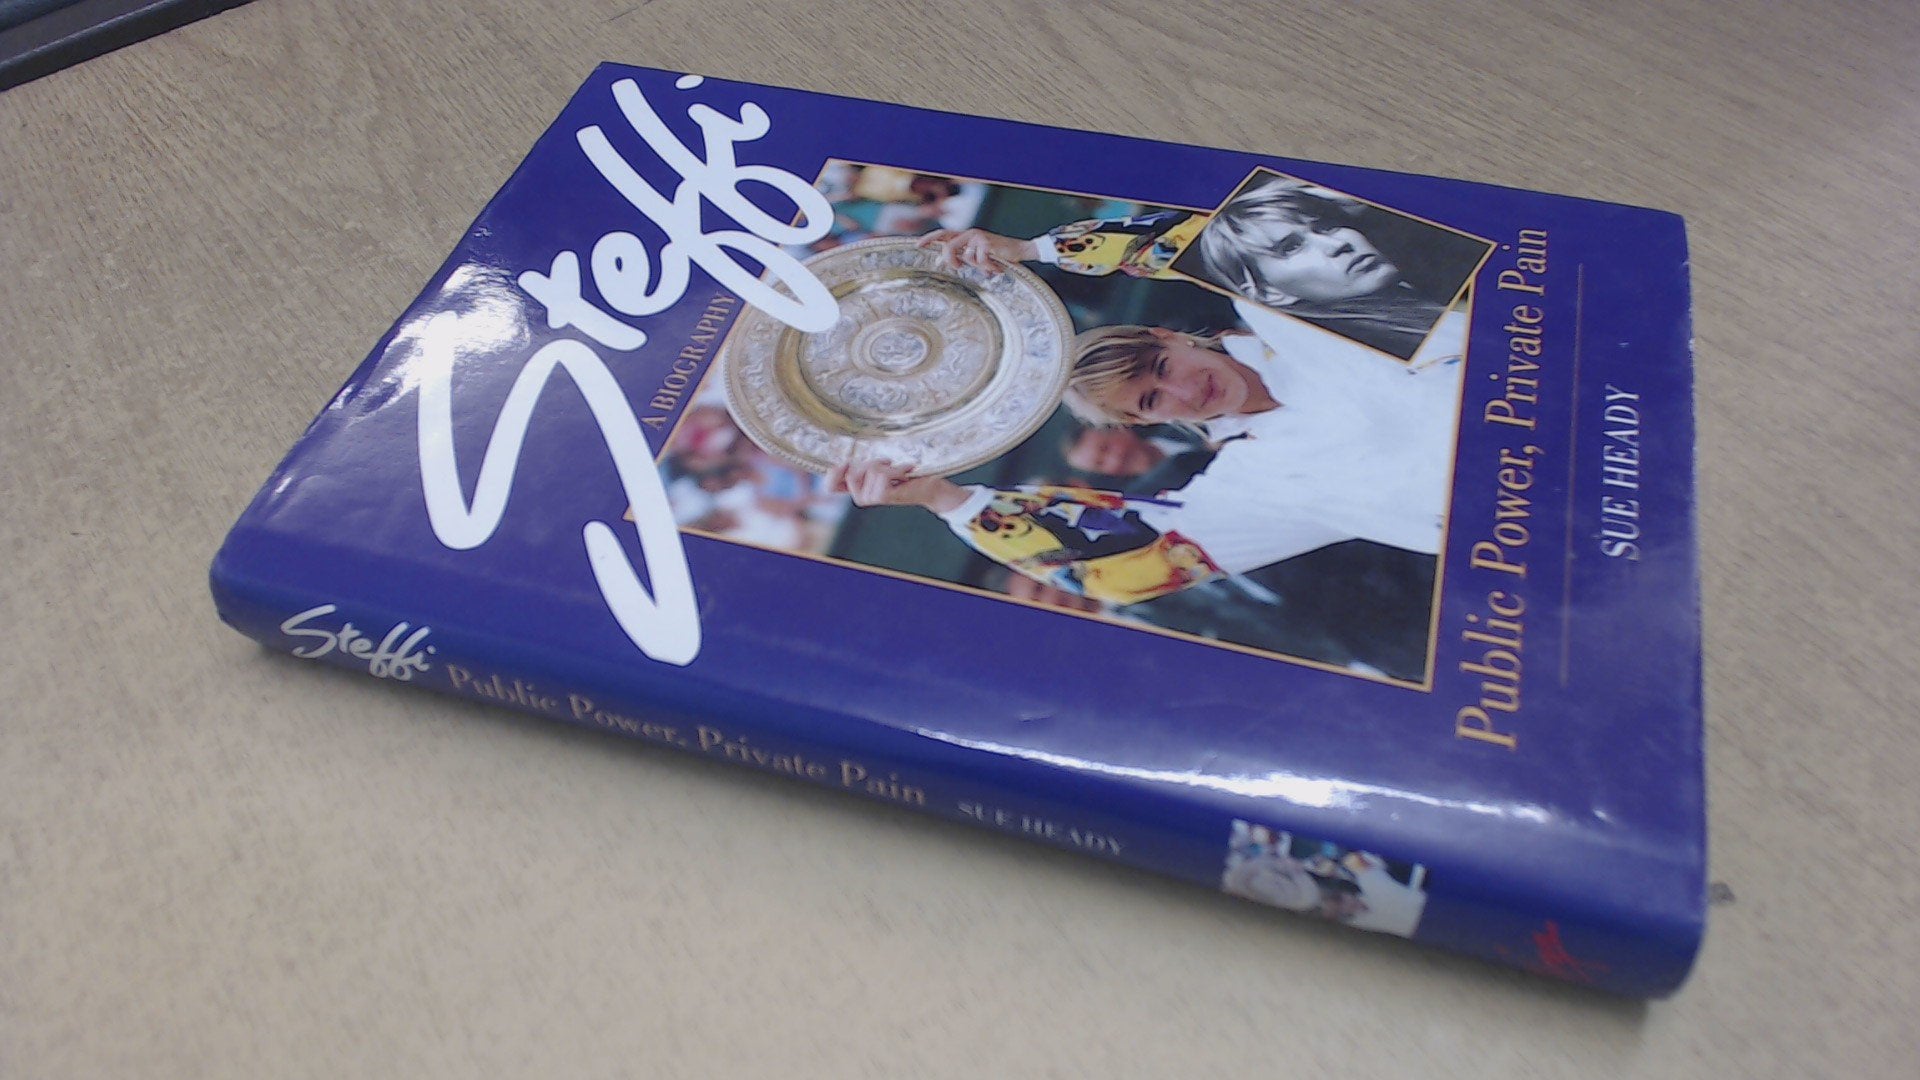 Steffi
A BIOGRAPHY
Public Power, Private Pain
SUE HEADY
Steffi Public Power, Private Pain SUE HEADY